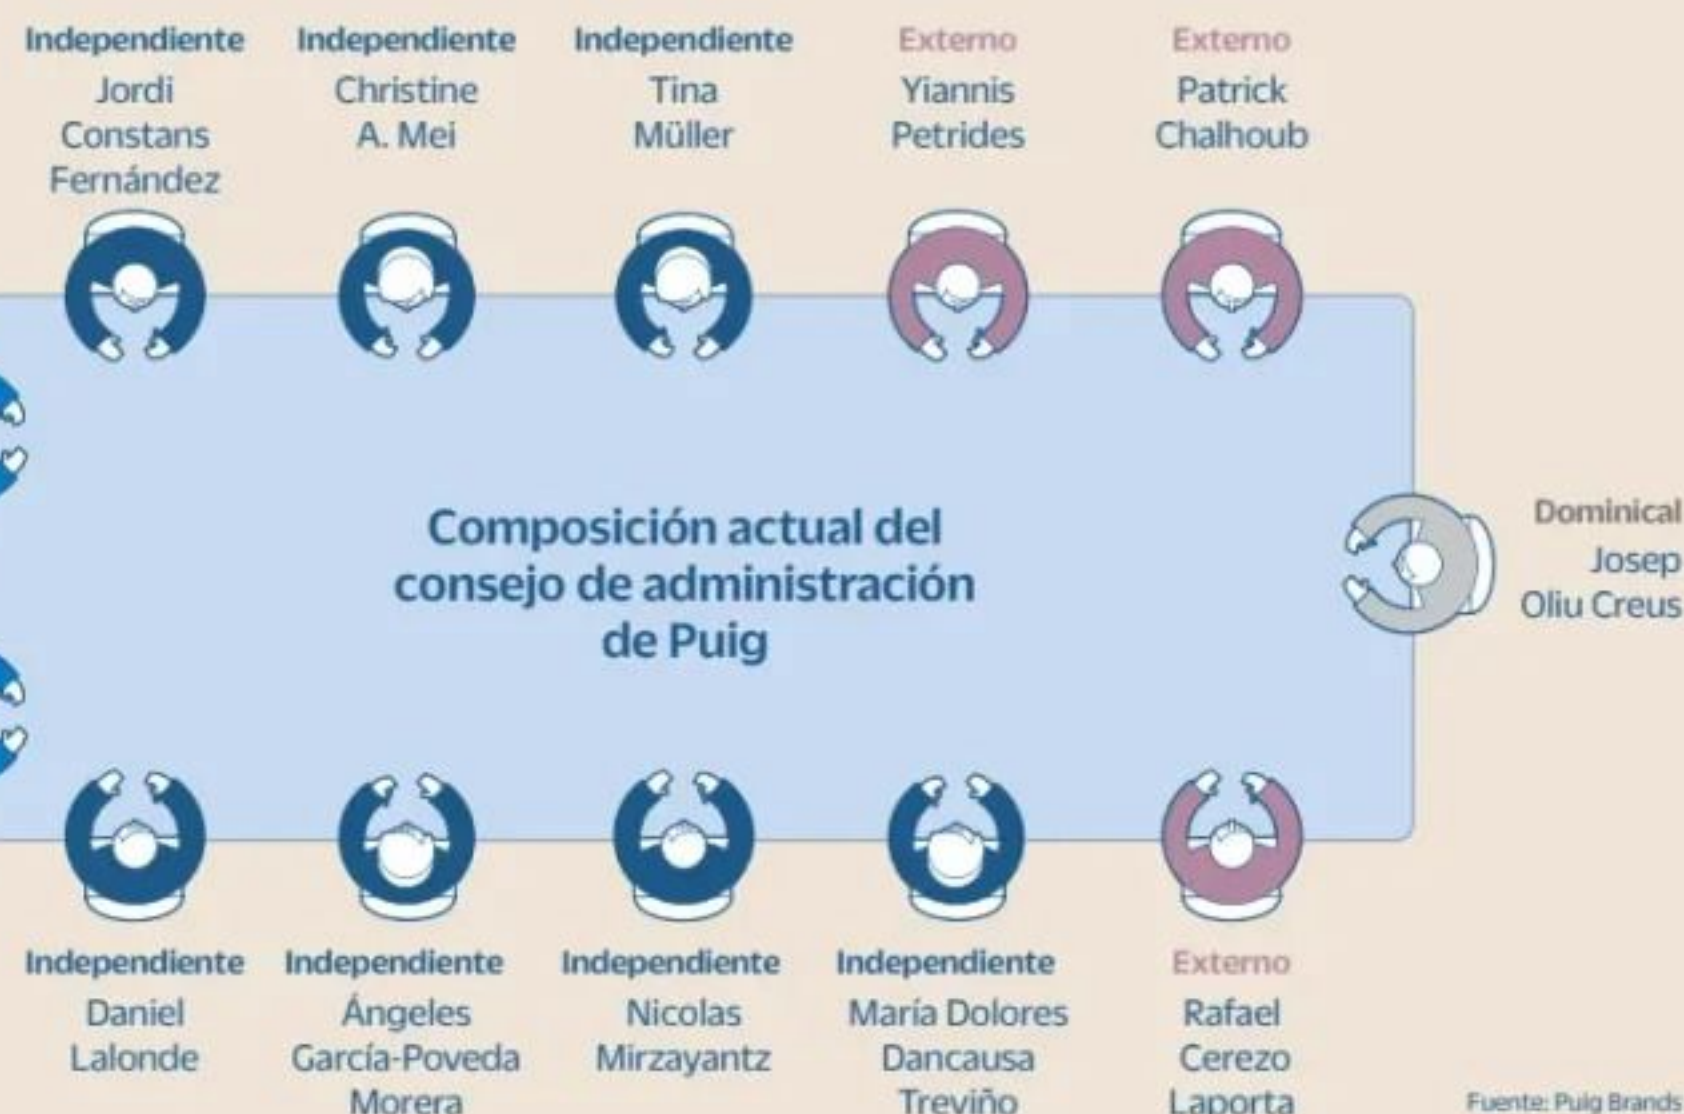 Independiente
Jordi
Constans
Fernández
Independiente
Christine
A. Mei
Independiente
Tina
Müller
Externo
Yiannis
Petrides
Externo
Patrick
Chalhoub
Composición actual del
consejo de administración
de Puig
Dominical
Josep
Oliu Creus
Independiente
Daniel
Lalonde
Independiente
Ángeles
García-Poveda
Morera
Independiente
Nicolas
Mirzayantz
Independiente
María Dolores
Dancausa
Treviño
Externo
Rafael
Cerezo
Laporta
Fuente: Puig Brands